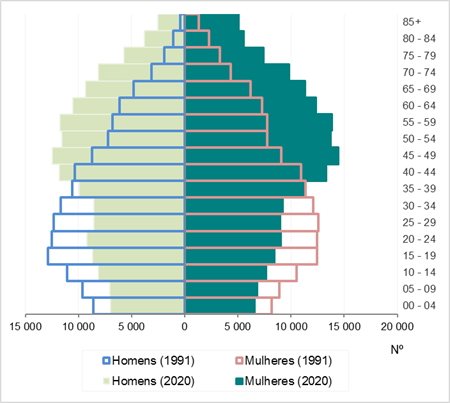 85+
80 - 84
75 - 79
70 - 74
65 - 69
60 - 64
55 - 59
50 - 54
45 - 49
40 - 44
35 - 39
30 - 34
25 - 29
20 - 24
15 - 19
10 - 14
05 - 09
00 - 04
15 000 10 000 5 000 0 5 000 10 000 15 000 20 000
Nº
Homens (1991) Mulheres (1991)
Homens (2020) Mulheres (2020)